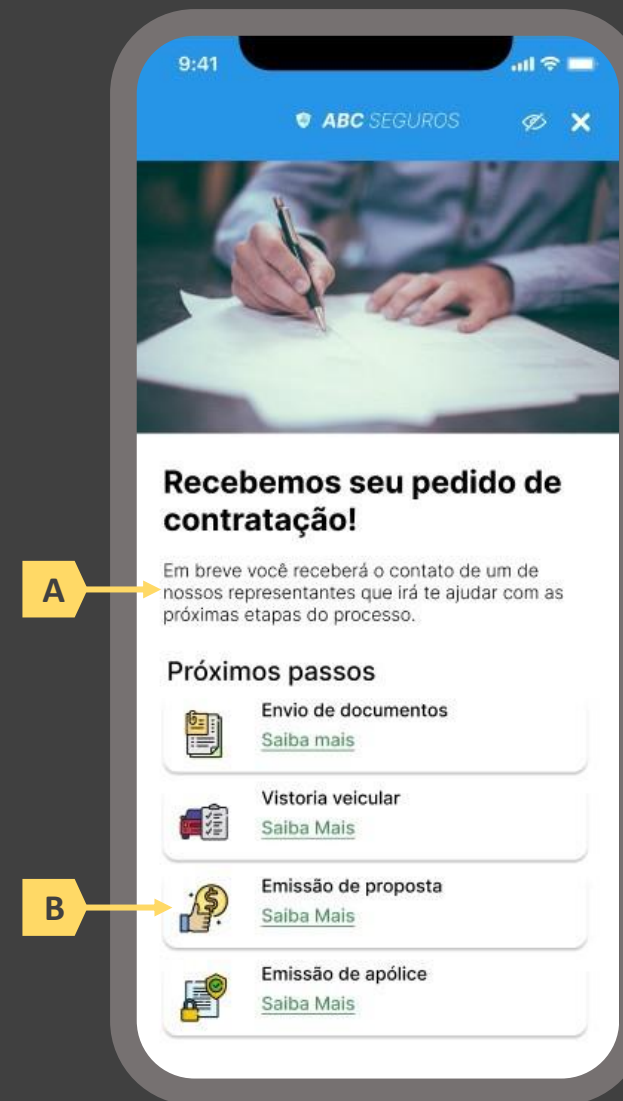 9:41
ABC SEGUROS
Recebemos seu pedido de
contratação!
Em breve você receberá o contato de um de
A
nossos representantes que irá te ajudar com as
próximas etapas do processo.
Próximos passos
Envio de documentos
Saiba mais
Vistoria veicular
Saiba Mais
Emissão de proposta
B
Saiba Mais
Emissão de apólice
Saiba Mais